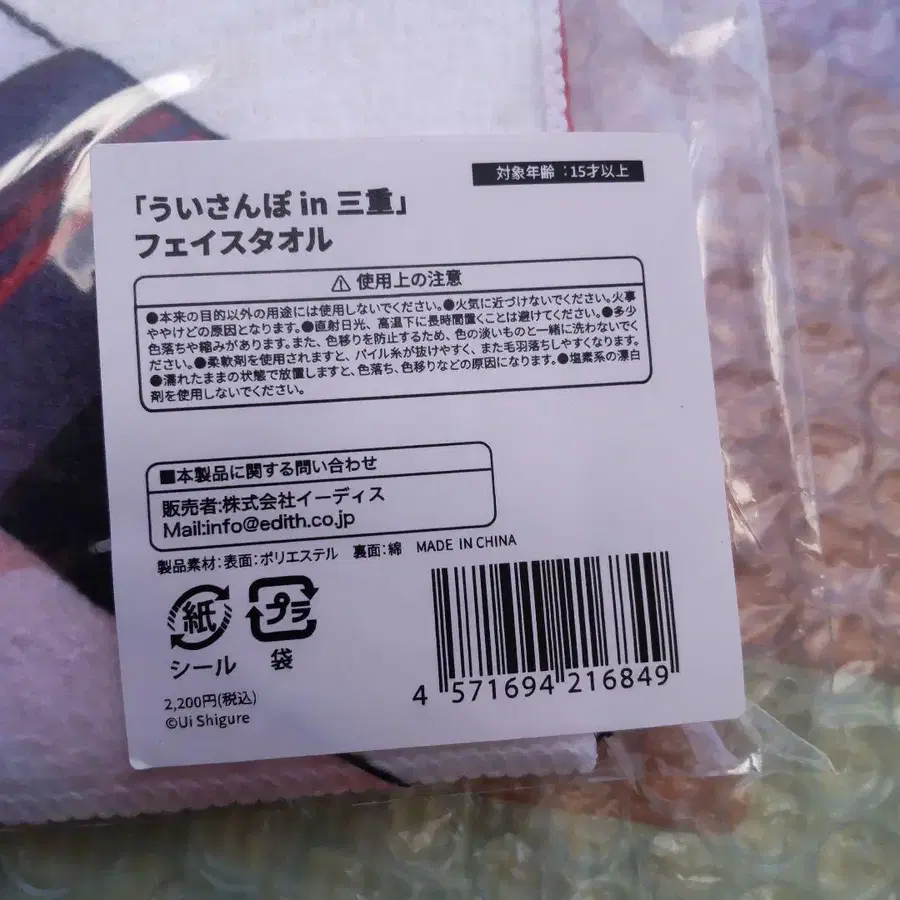 対象年齢：15才以上
「ういさんぽ in 三重」
フェイスタオル
⚠ 使用上の注意
●本来の目的以外の用途には使用しないでください。●火気に近づけないでください。火事
ややけどの原因となります。●直射日光、高温下に長時間置くことは避けてください。●多少
色落ちや縮みがあります。また、色移りを防止するため、色の淡いものと一緒に洗わないでく
ださい。●柔軟剤を使用されますと、パイル糸が抜けやすく、また毛羽落ちしやすくなります。
●濡れたままの状態で放置しますと、色落ち、色移りなどの原因になります。●塩素系の漂白
剤を使用しないでください。
■本製品に関する問い合わせ
販売者:株式会社イーディス
Mail:info@edith.co.jp
製品素材：表面：ポリエステル 裏面：綿 MADE IN CHINA
紙 プラ
シール 袋
4 571694 216849
2,200円(税込)
©Ui Shigure